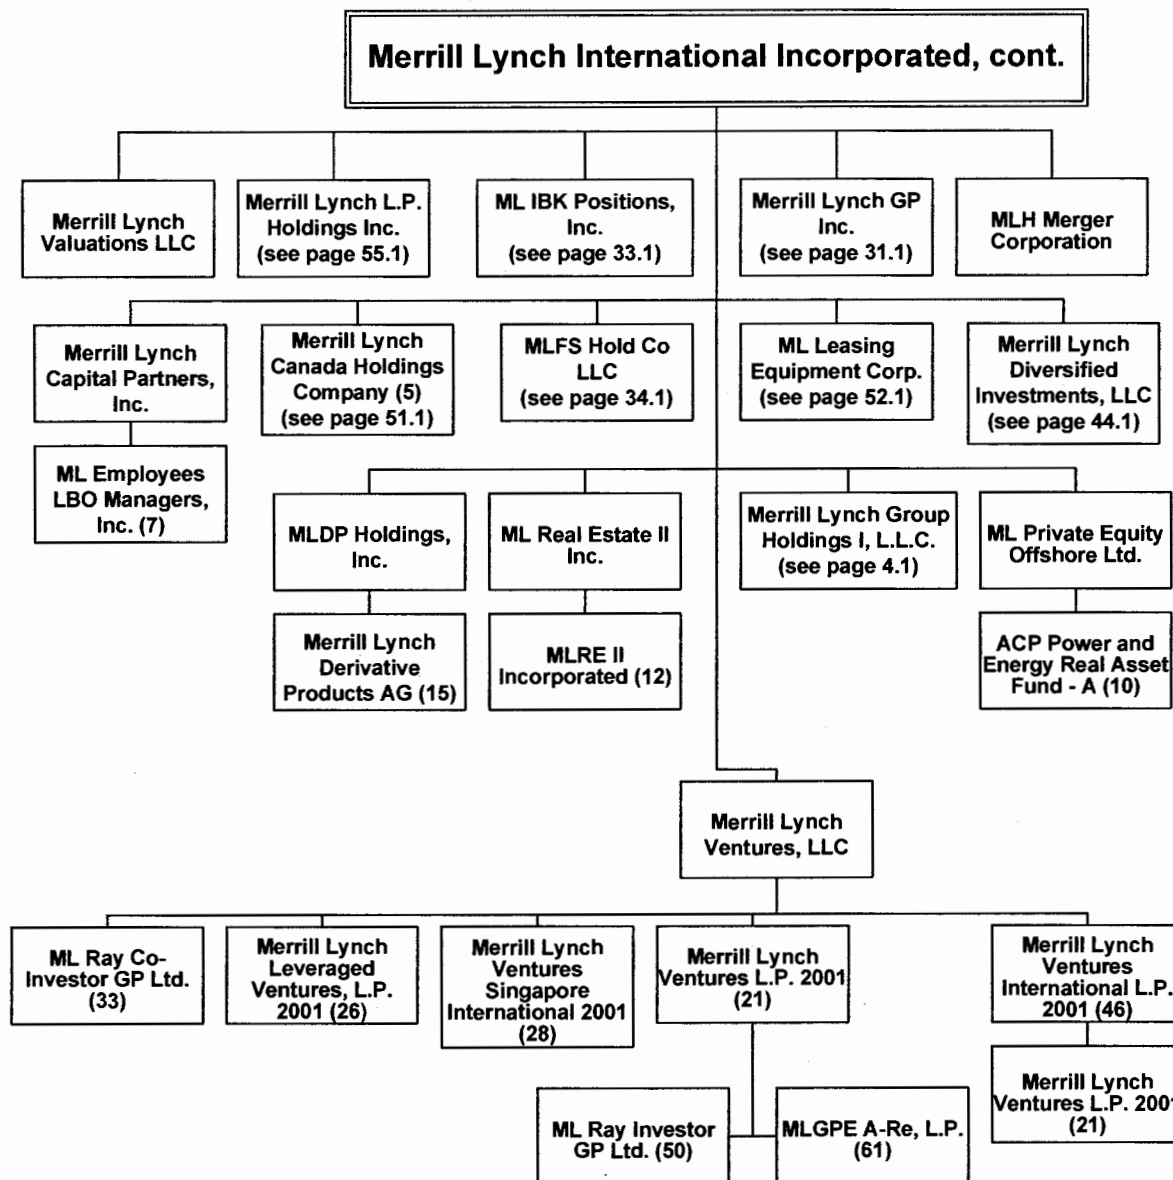 Merrill Lynch International Incorporated, cont.
Merrill Lynch
Valuations LLC
Merrill Lynch L.P.
Holdings Inc.
(see page 55.1)
ML IBK Positions,
Inc.
(see page 33.1)
Merrill Lynch GP
Inc.
(see page 31.1)
MLH Merger
Corporation
Merrill Lynch
Capital Partners,
Inc.
Merrill Lynch
Canada Holdings
Company (5)
(see page 51.1)
MLFS Hold Co
LLC
(see page 34.1)
ML Leasing
Equipment Corp.
(see page 52.1)
Merrill Lynch
Diversified
Investments, LLC
(see page 44.1)
ML Employees
LBO Managers,
Inc. (7)
MLDP Holdings,
Inc.
ML Real Estate II
Inc.
Merrill Lynch Group
Holdings I, L.L.C.
(see page 4.1)
ML Private Equity
Offshore Ltd.
Merrill Lynch
Derivative
Products AG (15)
MLRE II
Incorporated (12)
ACP Power and
Energy Real Asset
Fund - A (10)
Merrill Lynch
Ventures, LLC
ML Ray Co-
Investor GP Ltd.
(33)
Merrill Lynch
Leveraged
Ventures, L.P.
2001 (26)
Merrill Lynch
Ventures
Singapore
International 2001
(28)
Merrill Lynch
Ventures L.P. 2001
(21)
Merrill Lynch
Ventures
International L.P.
2001 (46)
ML Ray Investor
GP Ltd. (50)
MLGPE A-Re, L.P.
(61)
Merrill Lynch
Ventures L.P. 2001
(21)